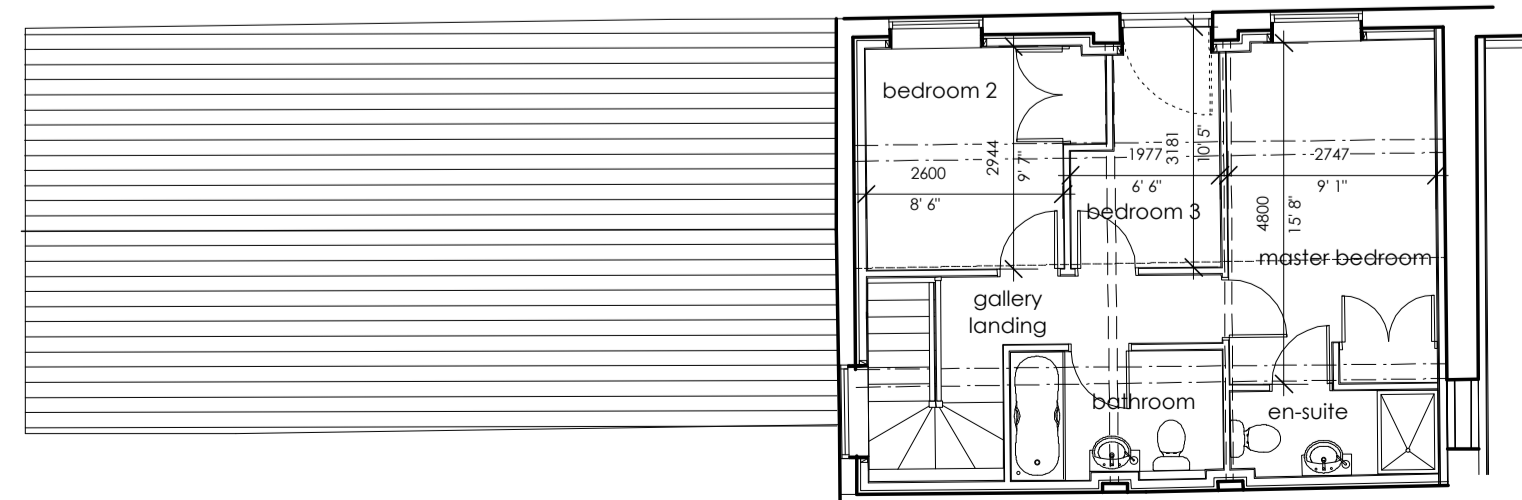 bedroom 2
2944
9' 7"
2600
8' 6"
1977
6' 6"
3181
10' 5"
bedroom 3
2747
9' 1"
4800
15' 8"
master bedroom
gallery
landing
bathroom
en-suite